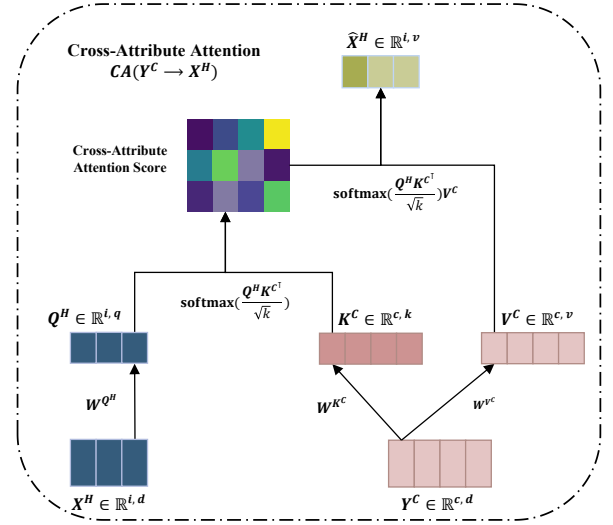 Cross-Attribute Attention
CA(Y^C → X^H)
X̂^H ∈ ℝ^{i,v}
Cross-Attribute
Attention Score
softmax(Q^H K^{C^T} / √k)V^C
softmax(Q^H K^{C^T} / √k)
Q^H ∈ ℝ^{i,q}
K^C ∈ ℝ^{c,k}
V^C ∈ ℝ^{c,v}
W^{Q^H}
W^{K^C}
W^{V^C}
X^H ∈ ℝ^{i,d}
Y^C ∈ ℝ^{c,d}